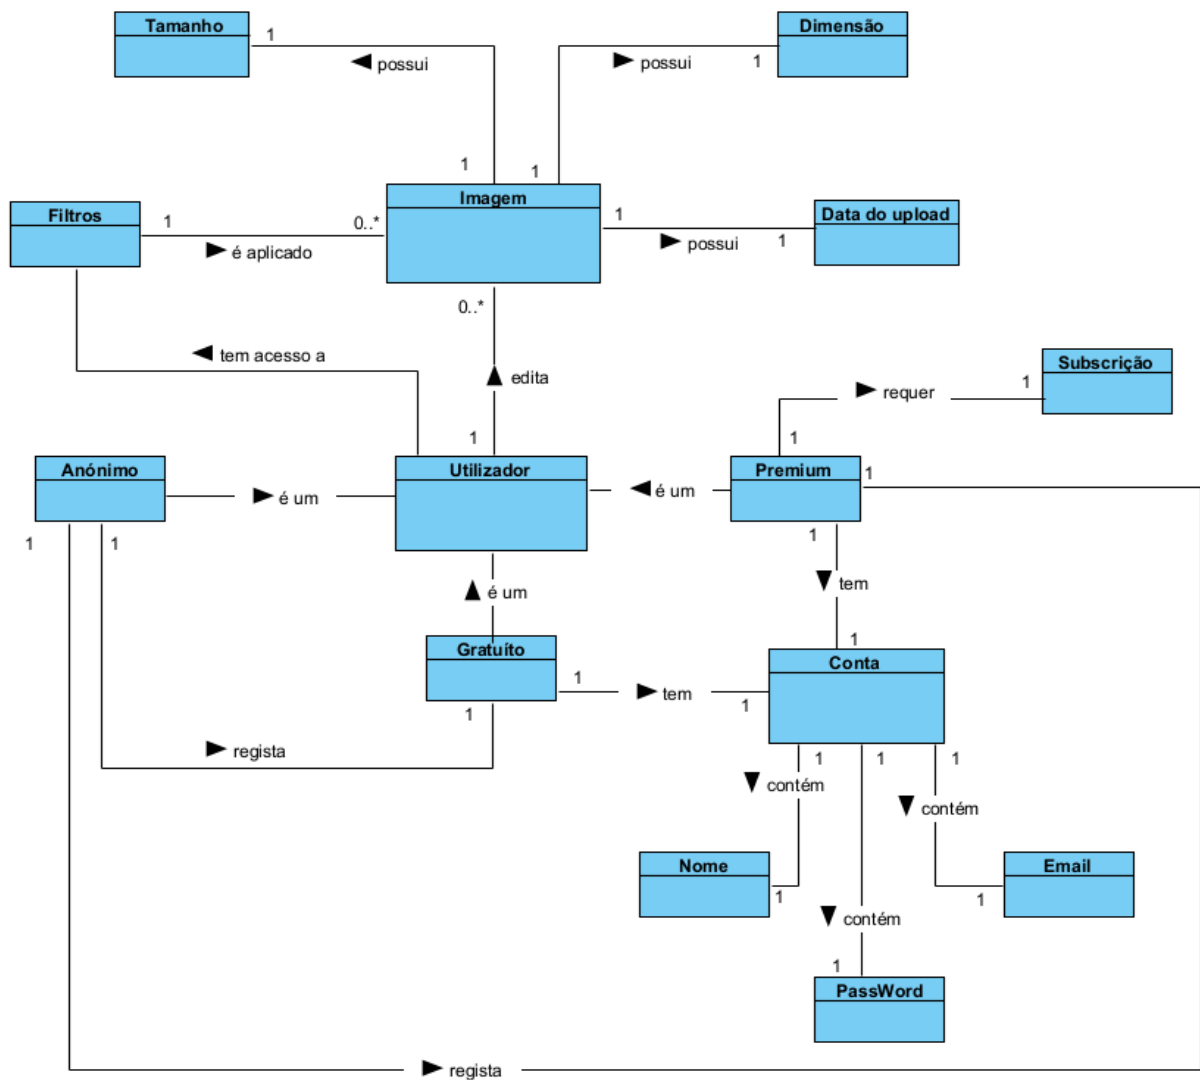 Tamanho
1
possui
Dimensão
1
possui
1
1
Imagem
Filtros
1
0..*
é aplicado
1
possui
1
Data do upload
0..*
tem acesso a
edita
Subscrição
1
requer
1
1
Anónimo
é um
Utilizador
é um
Premium
1
1
1
1
tem
é um
1
Gratuíto
1
tem
1
Conta
1
regista
1
1
1
contém
contém
Nome
1
Email
1
contém
1
PassWord
regista